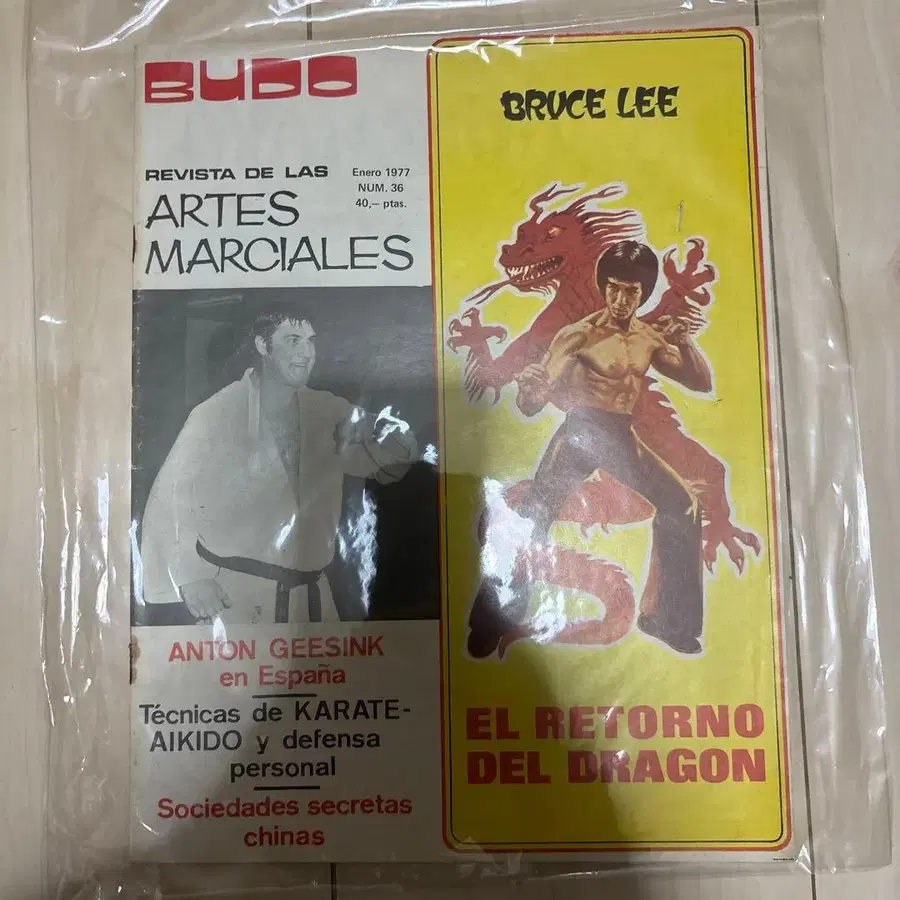 BUDO
REVISTA DE LAS
ARTES
MARCIALES
Enero 1977
NUM. 36
40,— ptas.
ANTON GEESINK
en España
Técnicas de KARATE-
AIKIDO y defensa
personal
Sociedades secretas
chinas
BRUCE LEE
EL RETORNO
DEL DRAGON